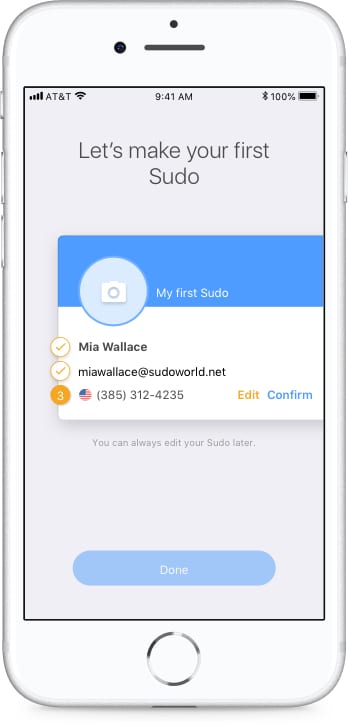 AT&T 9:41 AM 100%
Let's make your first
Sudo
My first Sudo
Mia Wallace
miawallace@sudoworld.net
3 (385) 312-4235 Edit Confirm
You can always edit your Sudo later.
Done